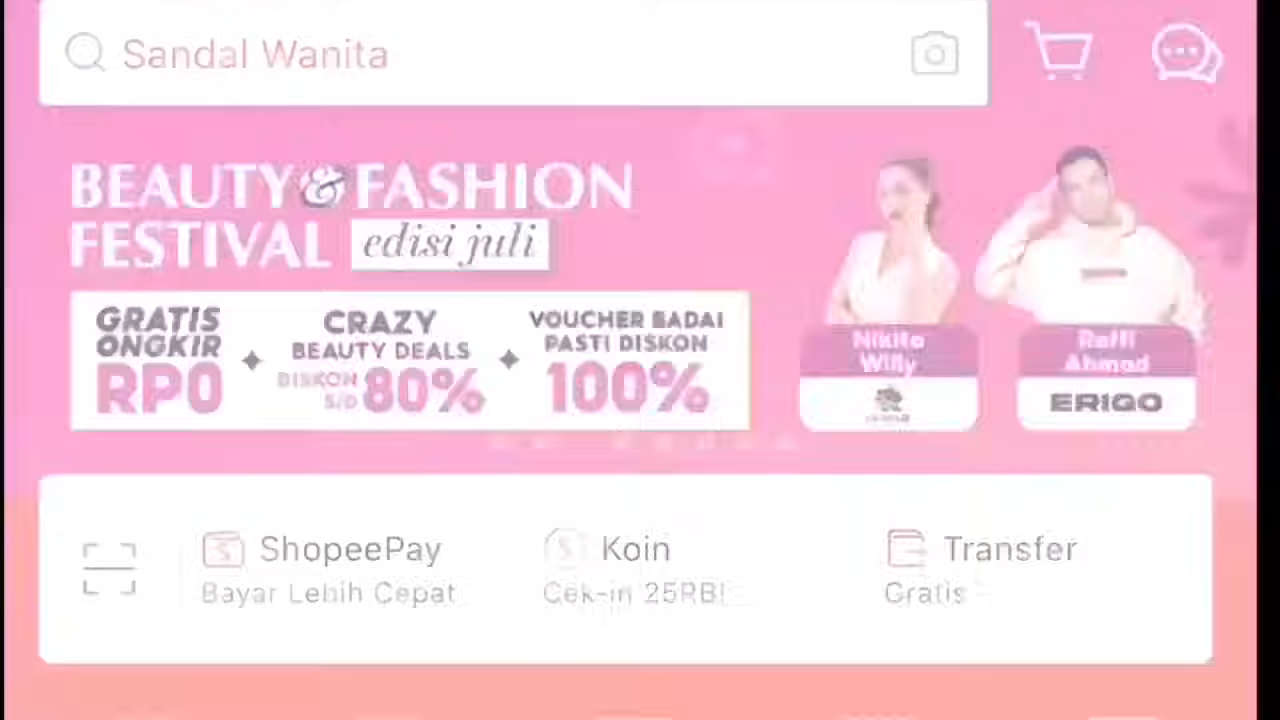 Sandal Wanita
BEAUTY & FASHION
FESTIVAL edisi juli
GRATIS
ONGKIR
RP0
CRAZY
BEAUTY DEALS
DISKON
S/D 80%
VOUCHER BADAI
PASTI DISKON
100%
Nikita
Willy
Raffi
Ahmad
ERIGO
ShopeePay
Bayar Lebih Cepat
Koin
Cek-in 25RB!
Transfer
Gratis